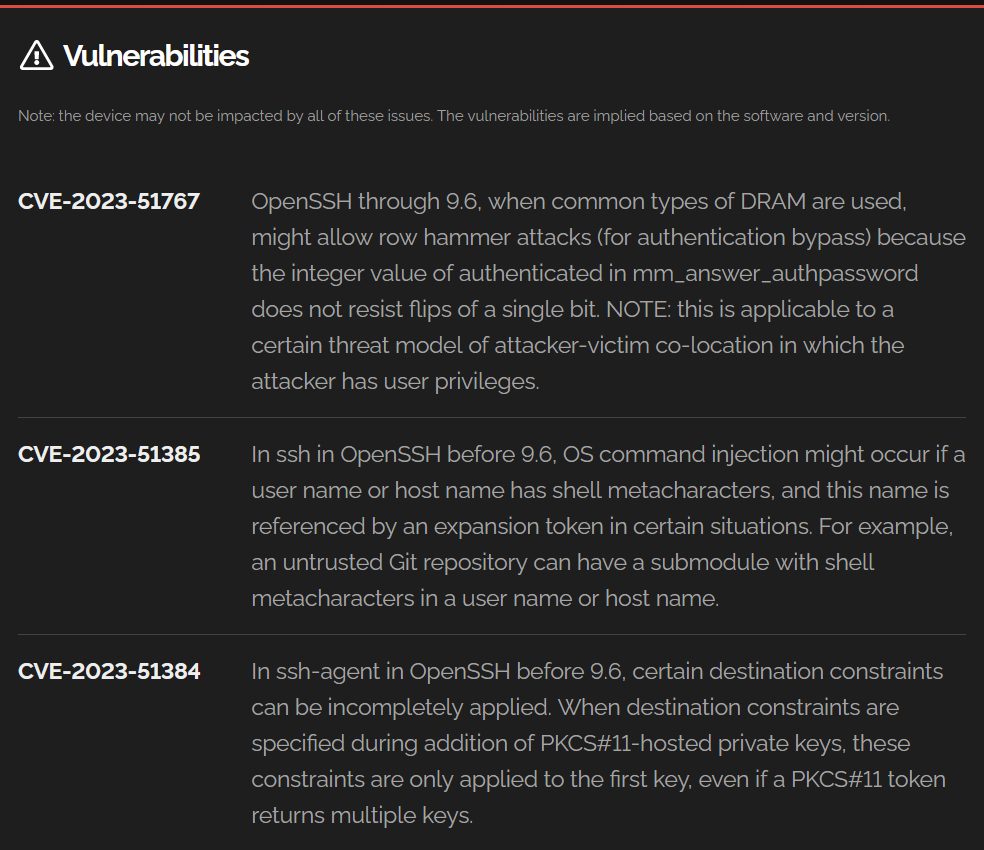 Vulnerabilities
Note: the device may not be impacted by all of these issues. The vulnerabilities are implied based on the software and version.
CVE-2023-51767
OpenSSH through 9.6, when common types of DRAM are used,
might allow row hammer attacks (for authentication bypass) because
the integer value of authenticated in mm_answer_authpassword
does not resist flips of a single bit. NOTE: this is applicable to a
certain threat model of attacker-victim co-location in which the
attacker has user privileges.
CVE-2023-51385
In ssh in OpenSSH before 9.6, OS command injection might occur if a
user name or host name has shell metacharacters, and this name is
referenced by an expansion token in certain situations. For example,
an untrusted Git repository can have a submodule with shell
metacharacters in a user name or host name.
CVE-2023-51384
In ssh-agent in OpenSSH before 9.6, certain destination constraints
can be incompletely applied. When destination constraints are
specified during addition of PKCS#11-hosted private keys, these
constraints are only applied to the first key, even if a PKCS#11 token
returns multiple keys.